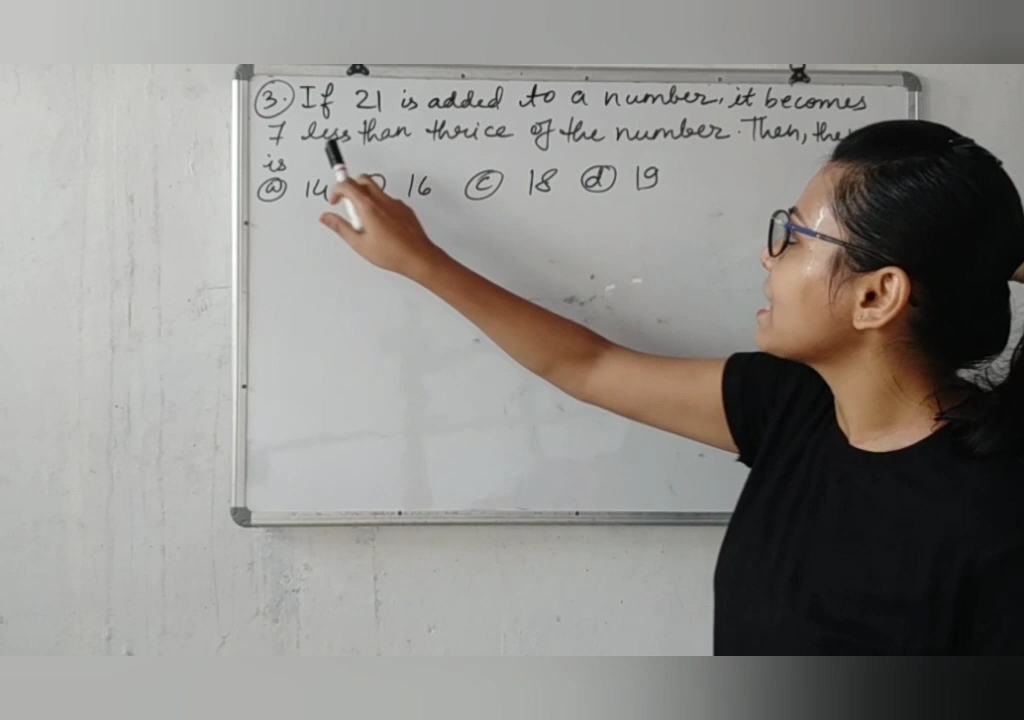 3. If 21 is added to a number, it becomes
7 less than thrice of the number. Then, the
is
a 14 16 c 18 d 19